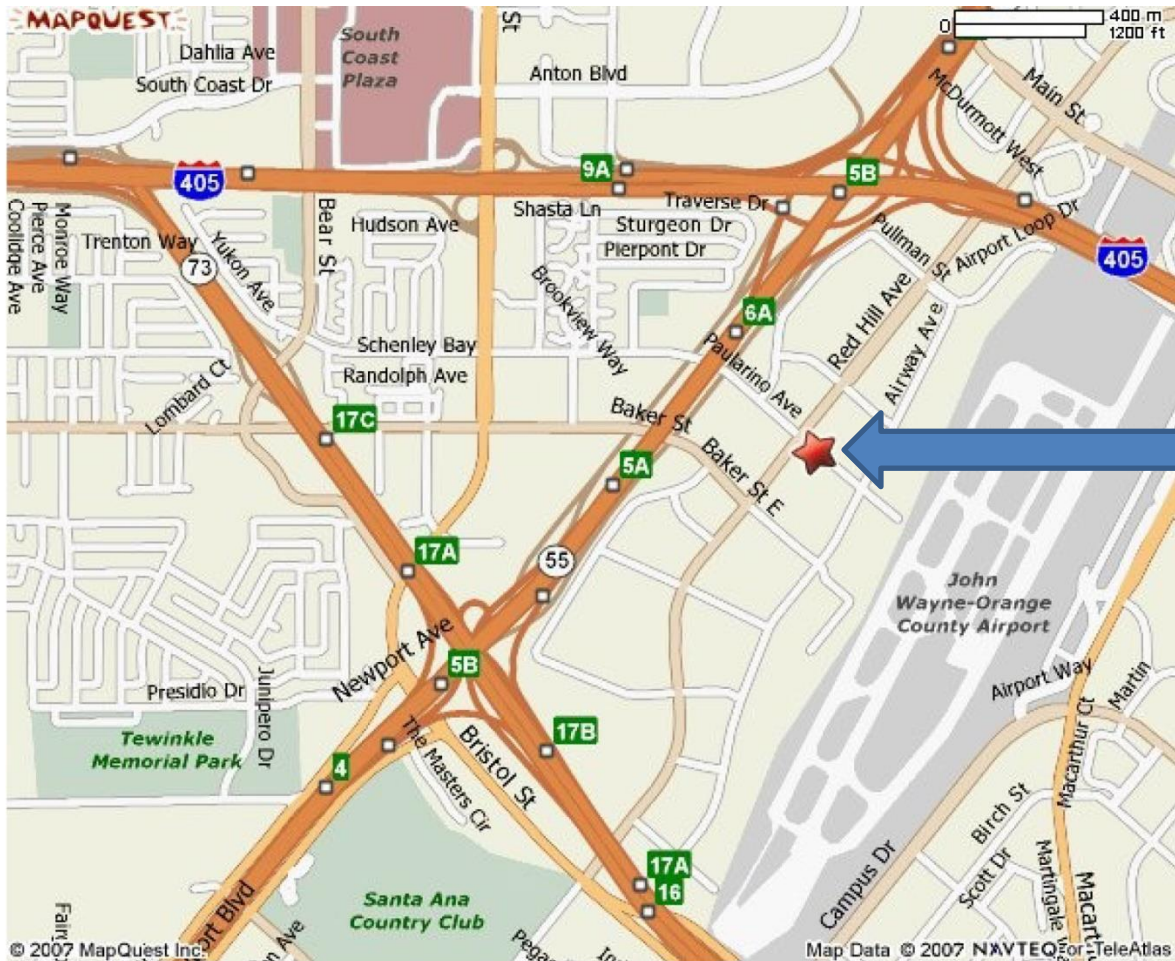 MAPQUEST
0
400 m
1200 ft
Dahlia Ave
South Coast Dr
South
Coast
Plaza
St
Anton Blvd
McDurmott West
Main St
405
9A
5B
Shasta Ln
Traverse Dr
Sturgeon Dr
Pierpont Dr
Hudson Ave
Bear St
Trenton Way
Yukon Ave
73
Monroe Way
Pierce Ave
Coolidge Ave
Pullman St
Airport Loop Dr
405
6A
Brookview Way
Schenley Bay
Randolph Ave
Paularino Ave
Red Hill Ave
Airway Ave
Lombard Ct
17C
Baker St
5A
Baker St E
17A
55
John
Wayne-Orange
County Airport
Newport Ave
5B
Presidio Dr
Junipero Dr
Tewinkle
Memorial Park
4
The Masters Cir
Bristol St
17B
Airport Way
Martin
Macarthur Ct
Birch St
Scott Dr
Campus Dr
17A
16
Santa Ana
Country Club
© 2007 MapQuest Inc.
Map Data © 2007 NAVTEQ or TeleAtlas